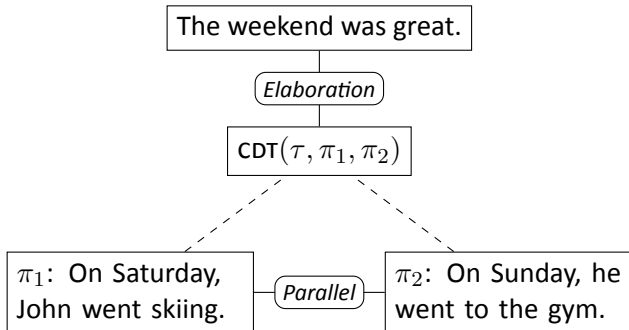 The weekend was great.
Elaboration
CDT(τ, π₁, π₂)
π₁: On Saturday,
John went skiing.
Parallel
π₂: On Sunday, he
went to the gym.